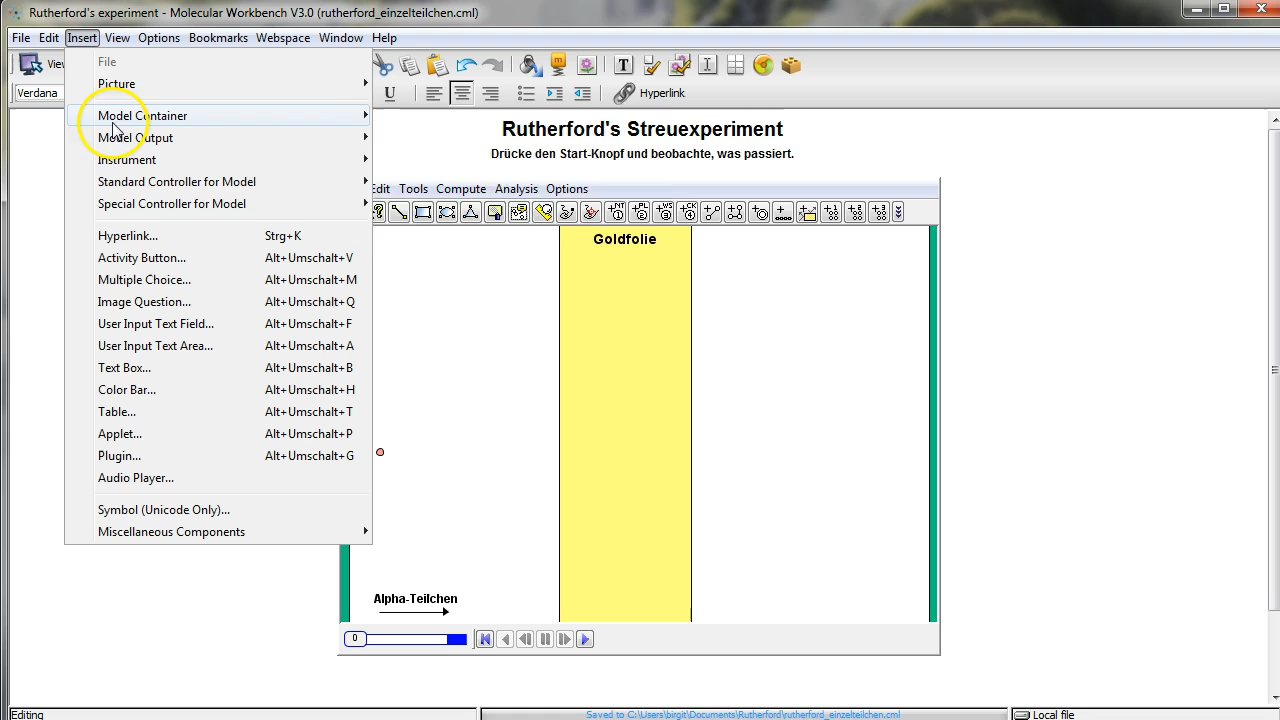 Rutherford's experiment - Molecular Workbench V3.0 (rutherford_einzelteilchen.cml)
File Edit Insert View Options Bookmarks Webspace Window Help
File
Picture
Model Container
Model Output
Instrument
Standard Controller for Model
Special Controller for Model
Hyperlink... Strg+K
Activity Button... Alt+Umschalt+V
Multiple Choice... Alt+Umschalt+M
Image Question... Alt+Umschalt+Q
User Input Text Field... Alt+Umschalt+F
User Input Text Area... Alt+Umschalt+A
Text Box... Alt+Umschalt+B
Color Bar... Alt+Umschalt+H
Table... Alt+Umschalt+T
Applet... Alt+Umschalt+P
Plugin... Alt+Umschalt+G
Audio Player...
Symbol (Unicode Only)...
Miscellaneous Components
Verdana
U
T
Hyperlink
Rutherford's Streuexperiment
Drücke den Start-Knopf und beobachte, was passiert.
Edit Tools Compute Analysis Options
NT PL WS CK
Goldfolie
Alpha-Teilchen
0
Editing
Saved to C:\Users\birgit\Documents\Rutherford\rutherford_einzelteilchen.cml
Local file